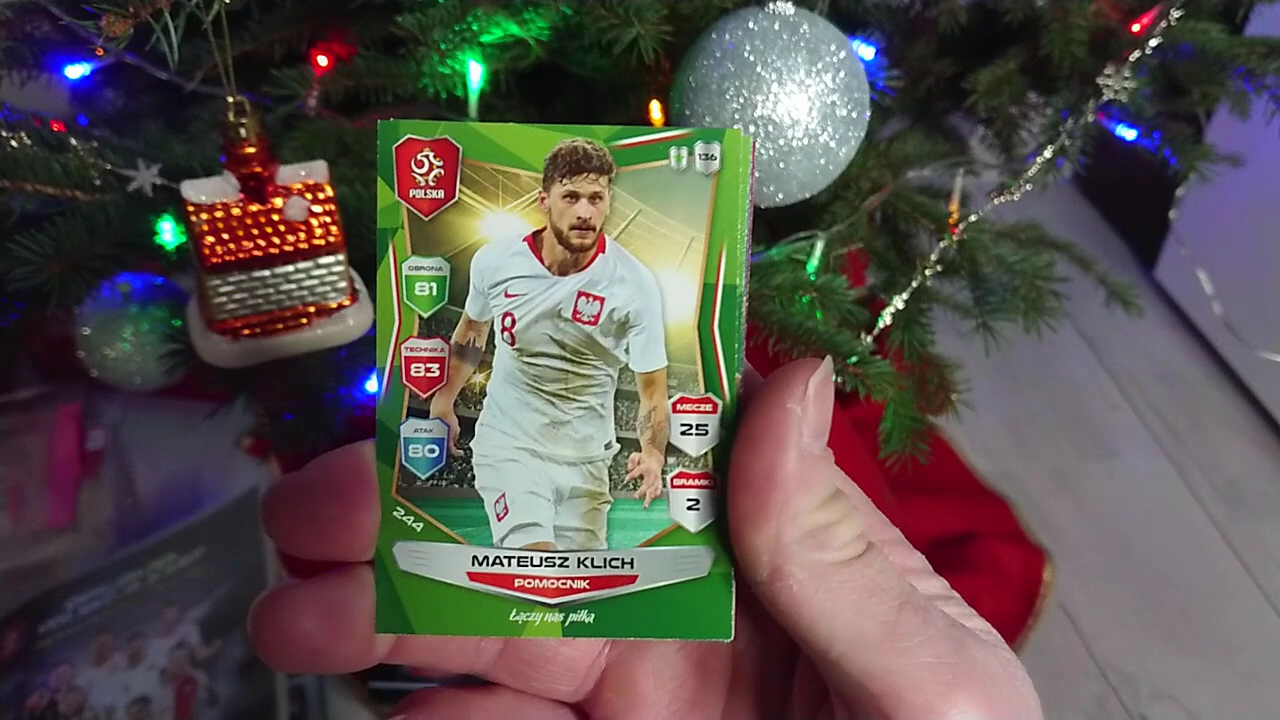 POLSKA
136
OBRONA
81
TECHNIKA
83
ATAK
80
8
MECZE
25
BRAMKI
2
244
MATEUSZ KLICH
POMOCNIK
Łączy nas piłka